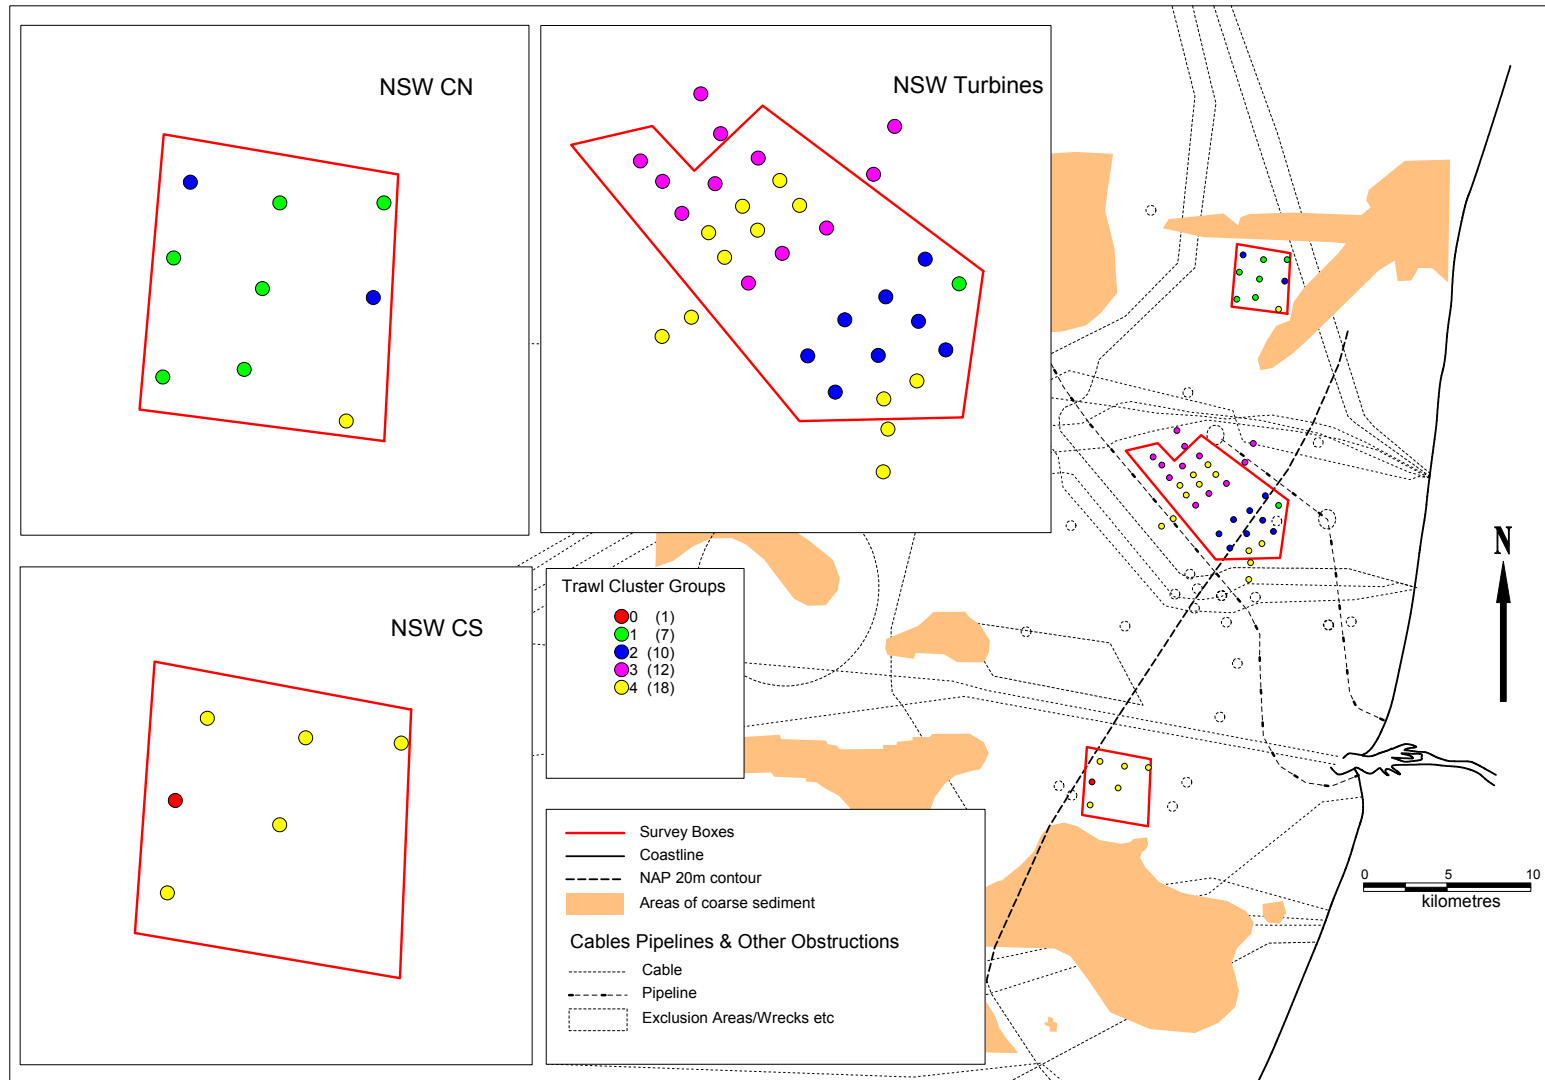 NSW CN
NSW Turbines
NSW CS
Trawl Cluster Groups
0 (1)
1 (7)
2 (10)
3 (12)
4 (18)
Survey Boxes
Coastline
NAP 20m contour
Areas of coarse sediment
Cables Pipelines & Other Obstructions
Cable
Pipeline
Exclusion Areas/Wrecks etc
N
0 5 10
kilometres